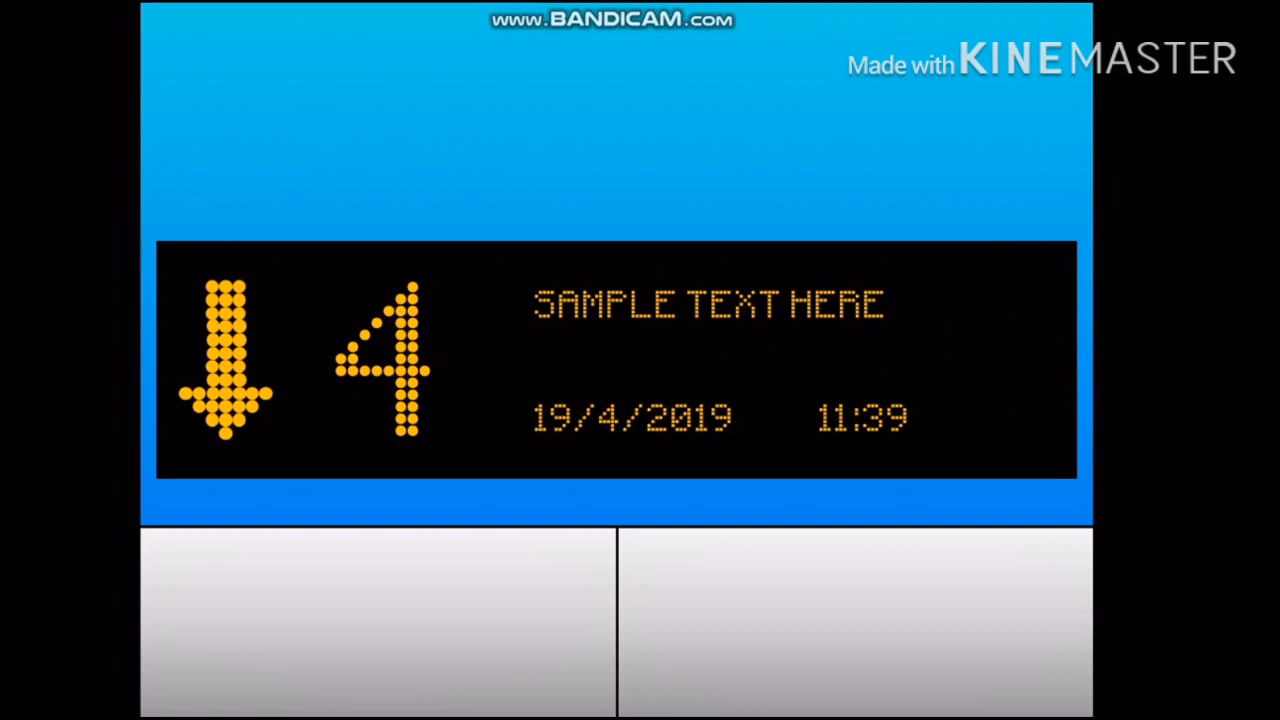 www.BANDICAM.com
Made with KINEMASTER
4
SAMPLE TEXT HERE
19/4/2019 11:39